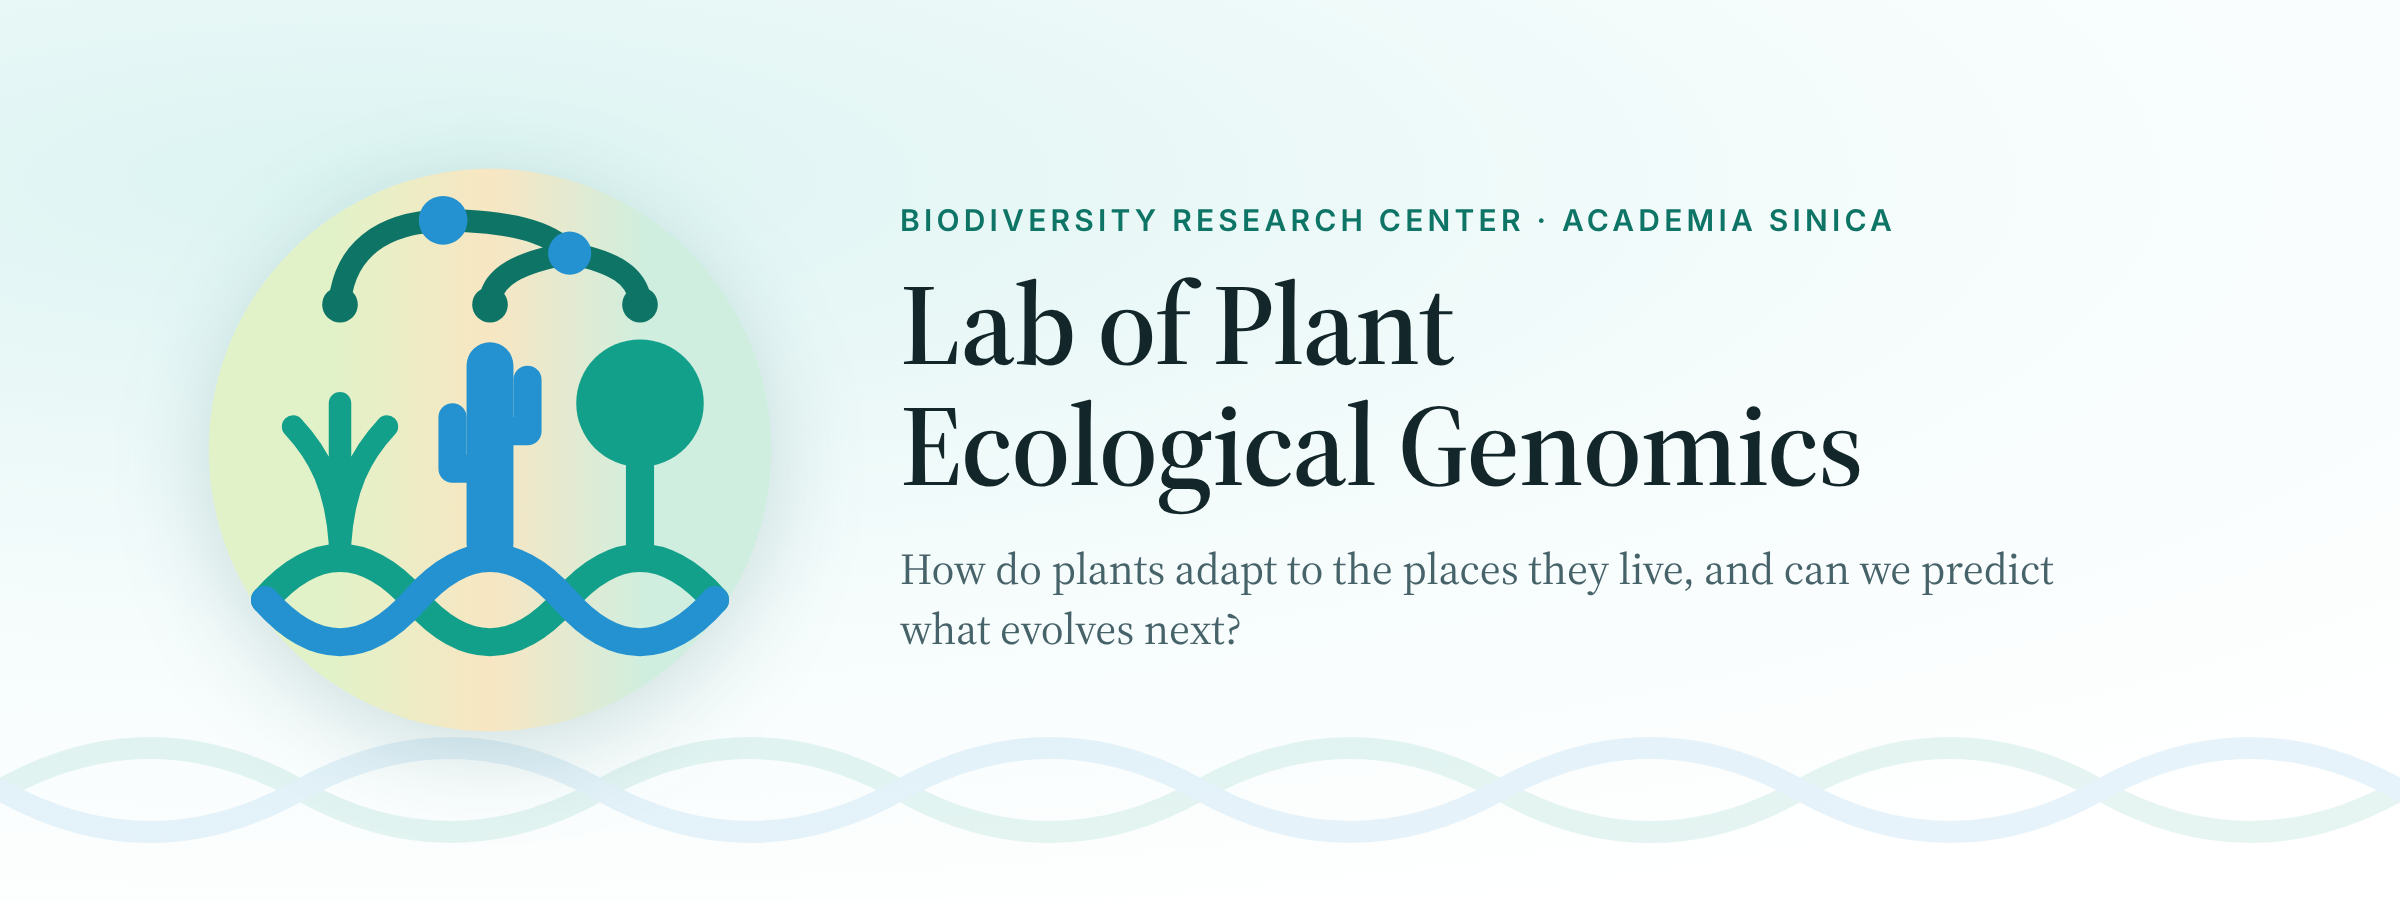 BIODIVERSITY RESEARCH CENTER · ACADEMIA SINICA
Lab of Plant
Ecological Genomics
How do plants adapt to the places they live, and can we predict
what evolves next?